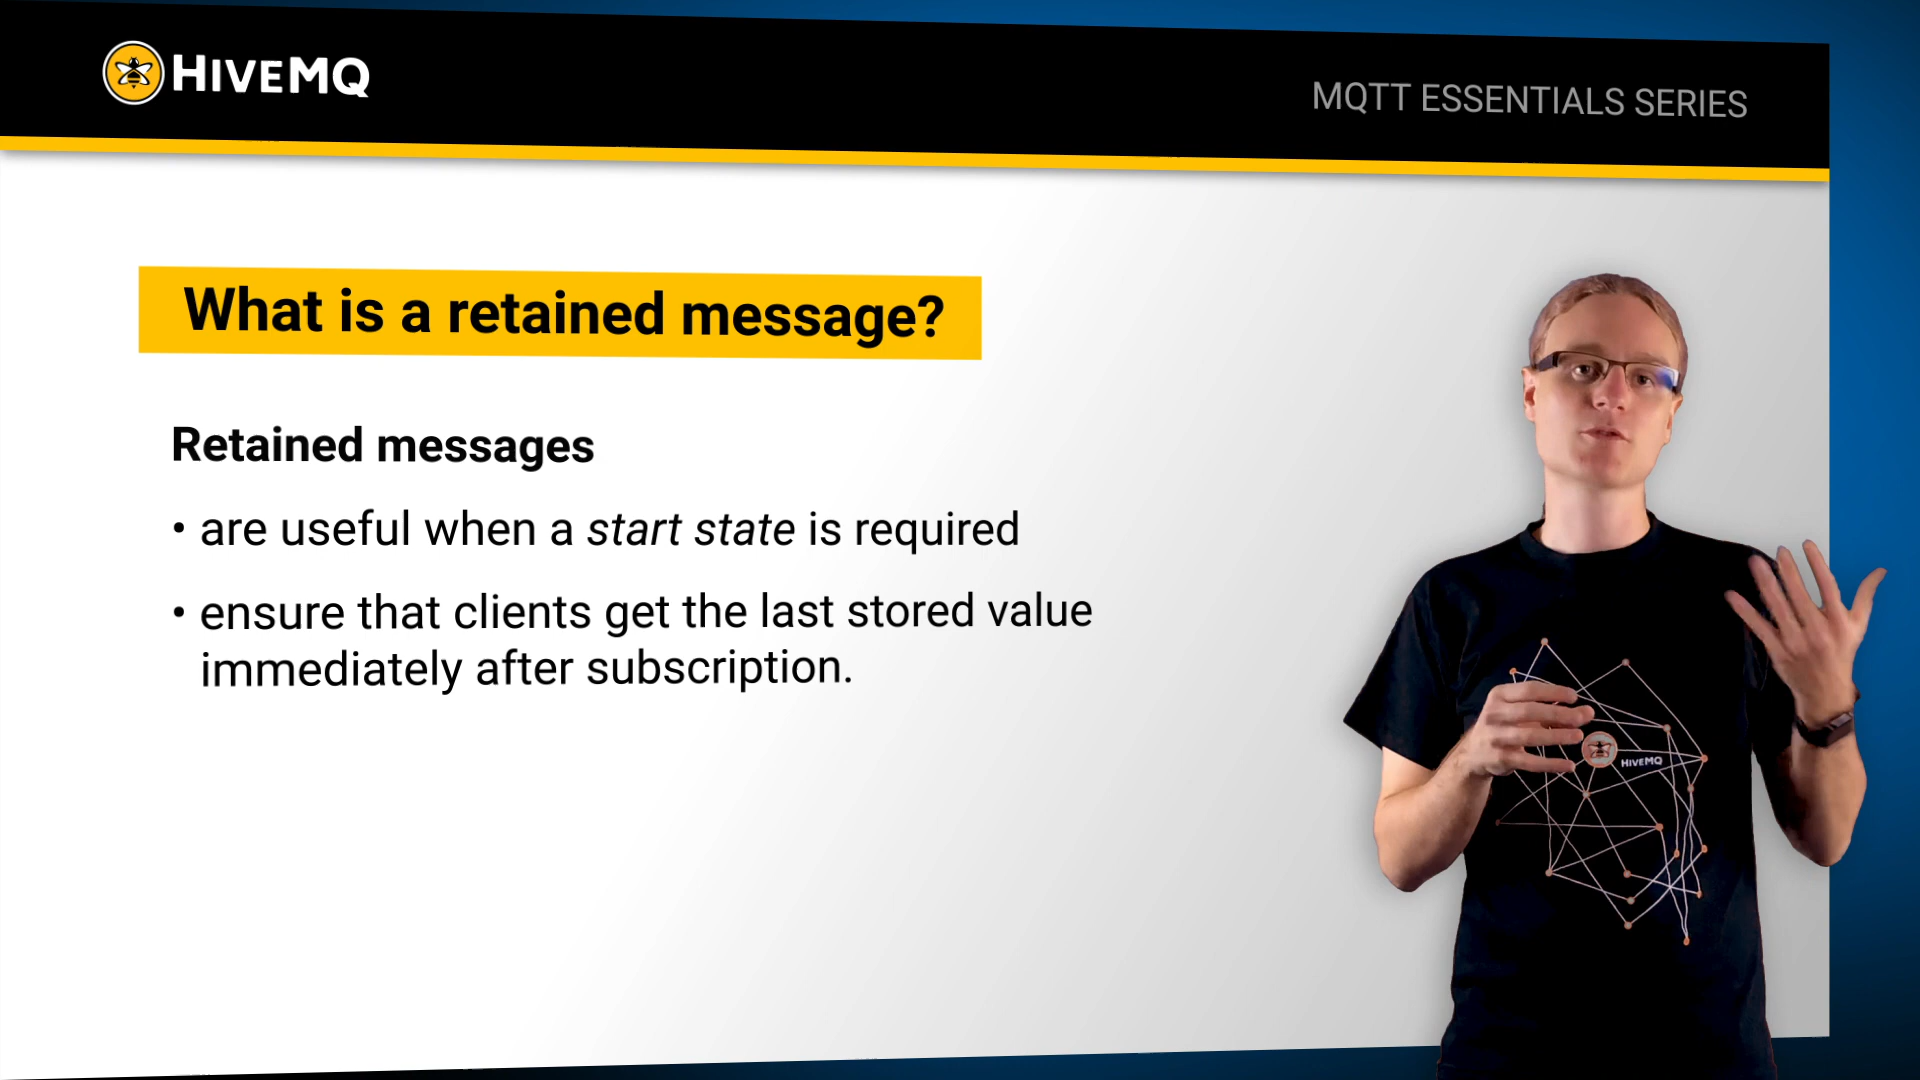 HIVEMQ
MQTT ESSENTIALS SERIES
What is a retained message?
Retained messages
• are useful when a start state is required
• ensure that clients get the last stored value
immediately after subscription.
HIVEMQ